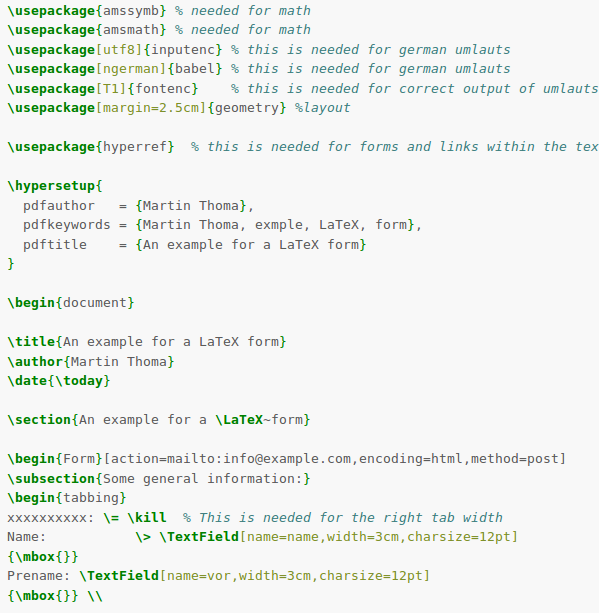 \usepackage{amssymb} % needed for math
\usepackage{amsmath} % needed for math
\usepackage[utf8]{inputenc} % this is needed for german umlauts
\usepackage[ngerman]{babel} % this is needed for german umlauts
\usepackage[T1]{fontenc}    % this is needed for correct output of umlauts
\usepackage[margin=2.5cm]{geometry} %layout

\usepackage{hyperref}  % this is needed for forms and links within the tex

\hypersetup{
  pdfauthor   = {Martin Thoma},
  pdfkeywords = {Martin Thoma, exmple, LaTeX, form},
  pdftitle    = {An example for a LaTeX form}
}

\begin{document}

\title{An example for a LaTeX form}
\author{Martin Thoma}
\date{\today}

\section{An example for a \LaTeX~form}

\begin{Form}[action=mailto:info@example.com,encoding=html,method=post]
\subsection{Some general information:}
\begin{tabbing}
xxxxxxxxxx: \= \kill  % This is needed for the right tab width
Name:           \> \TextField[name=name,width=3cm,charsize=12pt]
{\mbox{}}
Prename: \TextField[name=vor,width=3cm,charsize=12pt]
{\mbox{}} \\